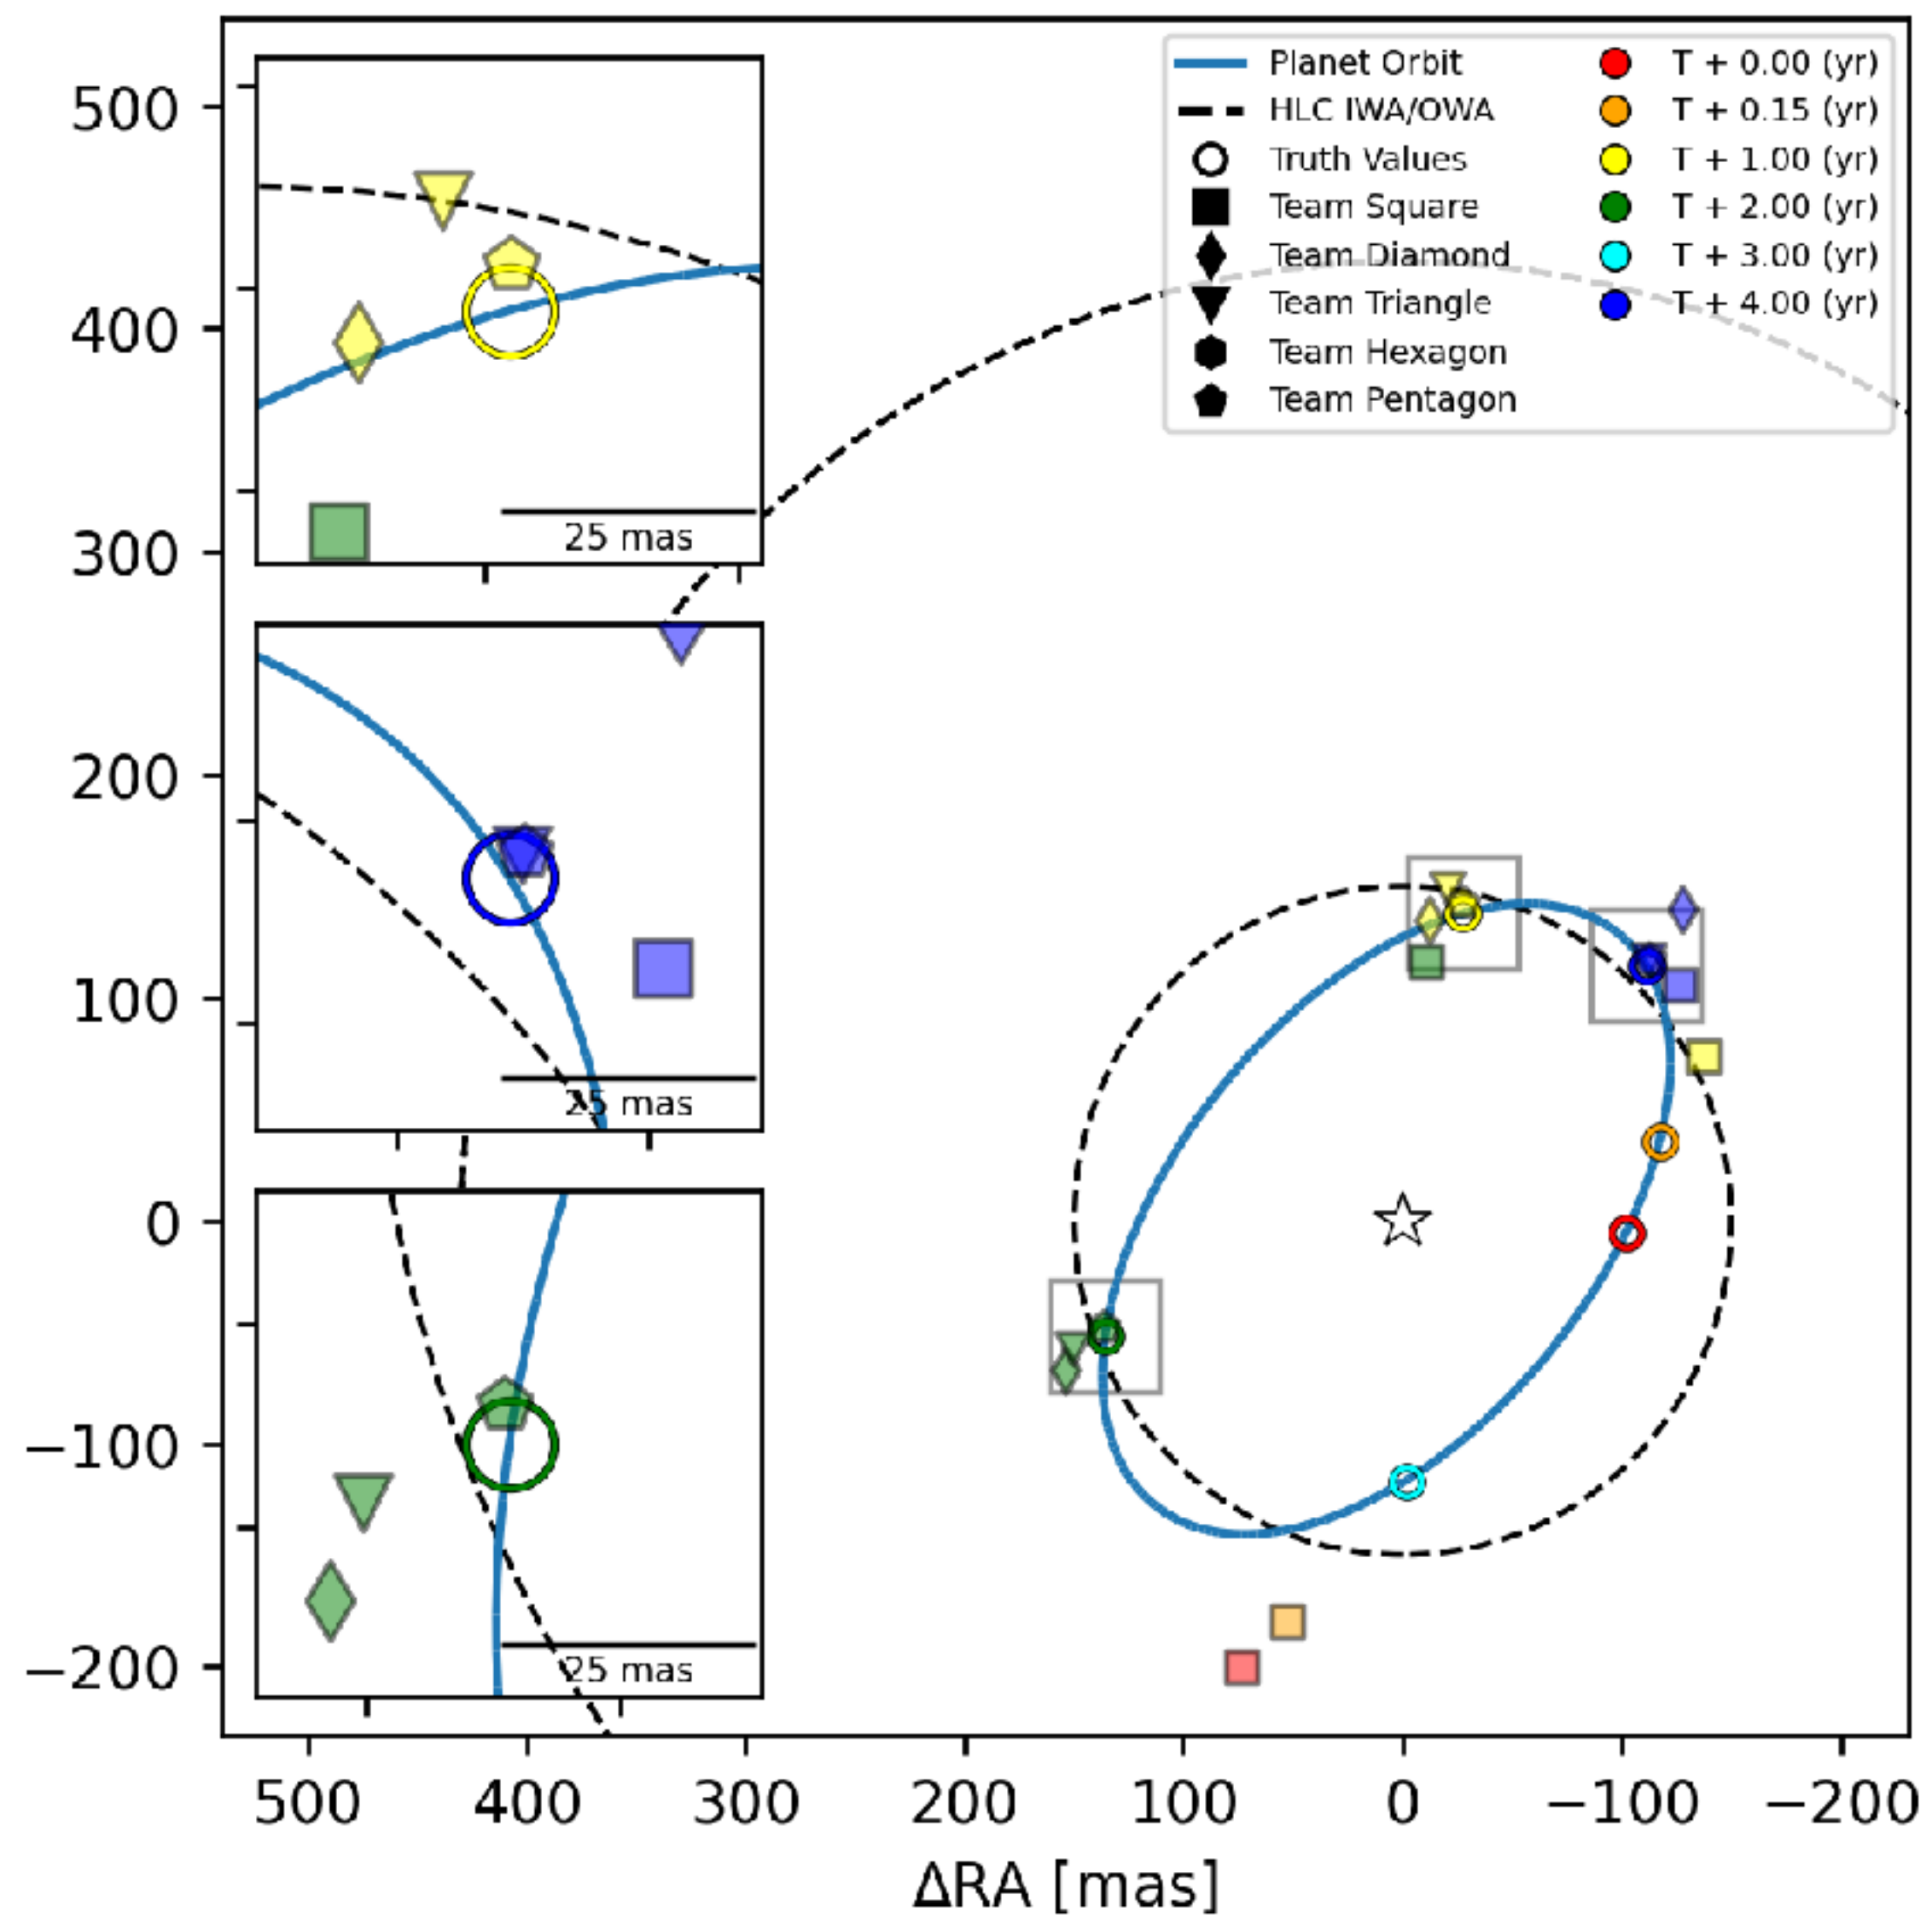 Planet Orbit
HLC IWA/OWA
Truth Values
Team Square
Team Diamond
Team Triangle
Team Hexagon
Team Pentagon
T + 0.00 (yr)
T + 0.15 (yr)
T + 1.00 (yr)
T + 2.00 (yr)
T + 3.00 (yr)
T + 4.00 (yr)
500
400
300
200
100
0
−100
−200
25 mas
25 mas
25 mas
500 400 300 200 100 0 −100 −200
ΔRA [mas]